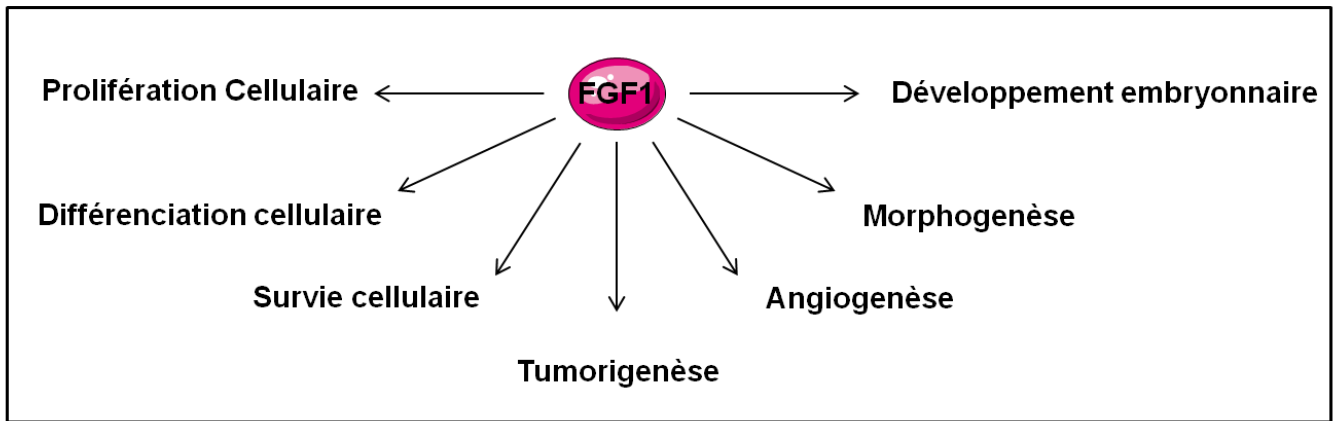 Prolifération Cellulaire
FGF1
Développement embryonnaire
Différenciation cellulaire
Morphogenèse
Survie cellulaire
Angiogenèse
Tumorigenèse